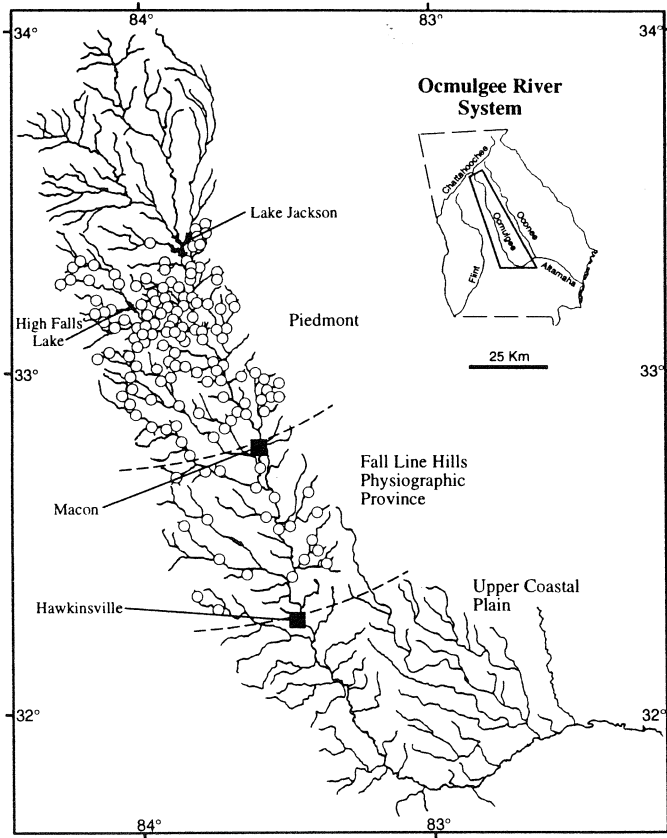 84°
83°
34°
34°
Ocmulgee River
System
Chattahoochee
Lake Jackson
Ocmulgee
Oconee
Altamaha
Flint
High Falls
Lake
Piedmont
25 Km
33°
33°
Fall Line Hills
Physiographic
Province
Macon
Hawkinsville
Upper Coastal
Plain
32°
32°
84°
83°